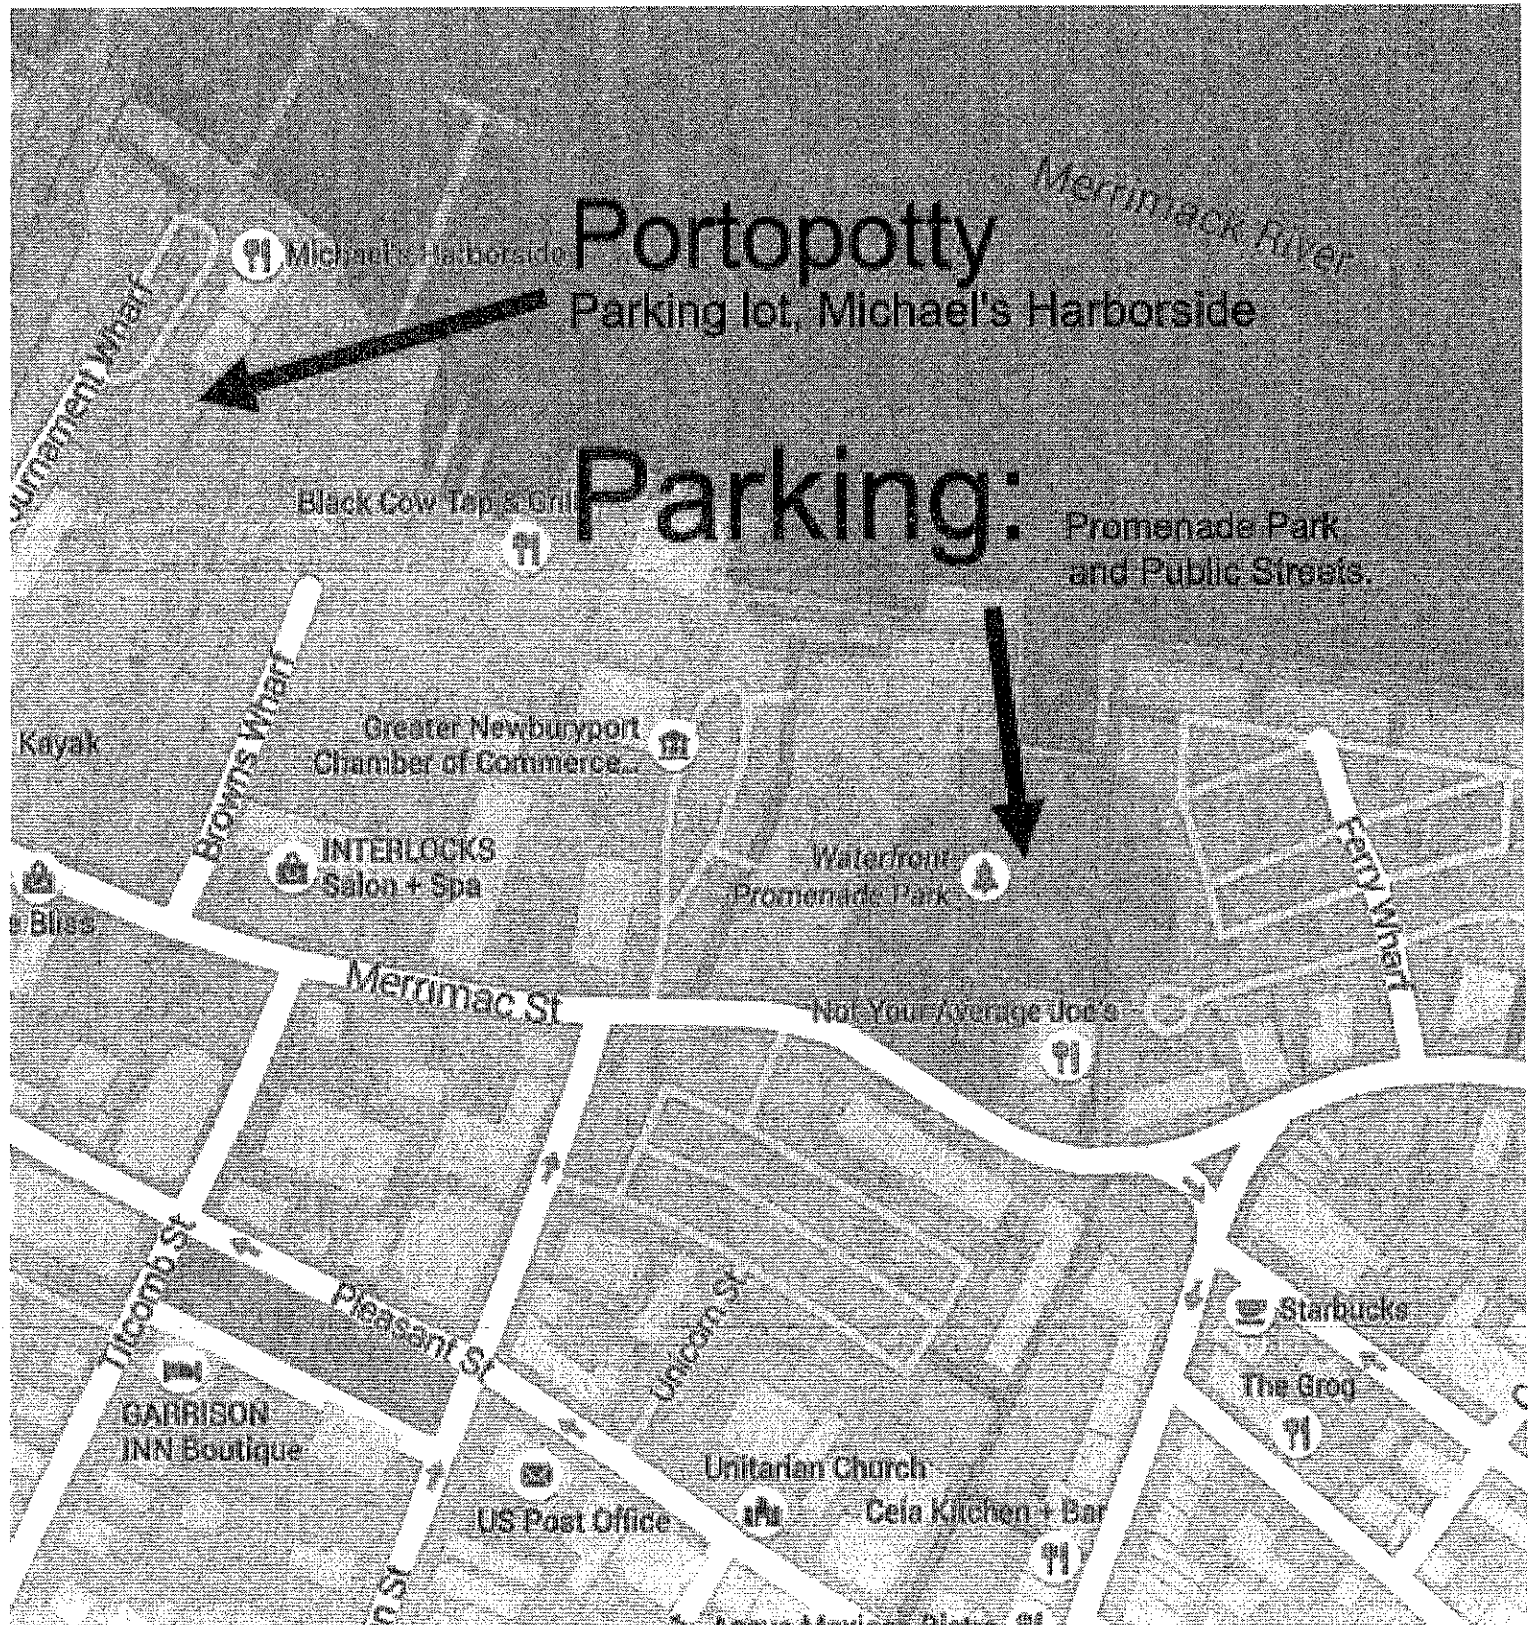 Merrimack River
Portopotty
Michael's Harborside
Parking lot, Michael's Harborside
Wharf
Parking:
Black Cow Tap & Grill
Promenade Park
and Public Streets.
Browns Wharf
Greater Newburyport
Chamber of Commerce...
Kayak
Ferry Wharf
INTERLOCKS
Salon + Spa
Waterfront
Promenade Park
Bliss
Merrimac St
Not Your Average Joe's
Titcomb St
Pleasant St
Unicorn St
Starbucks
The Grog
GARRISON
INN Boutique
Unitarian Church
US Post Office
Ceia Kitchen + Bar
St